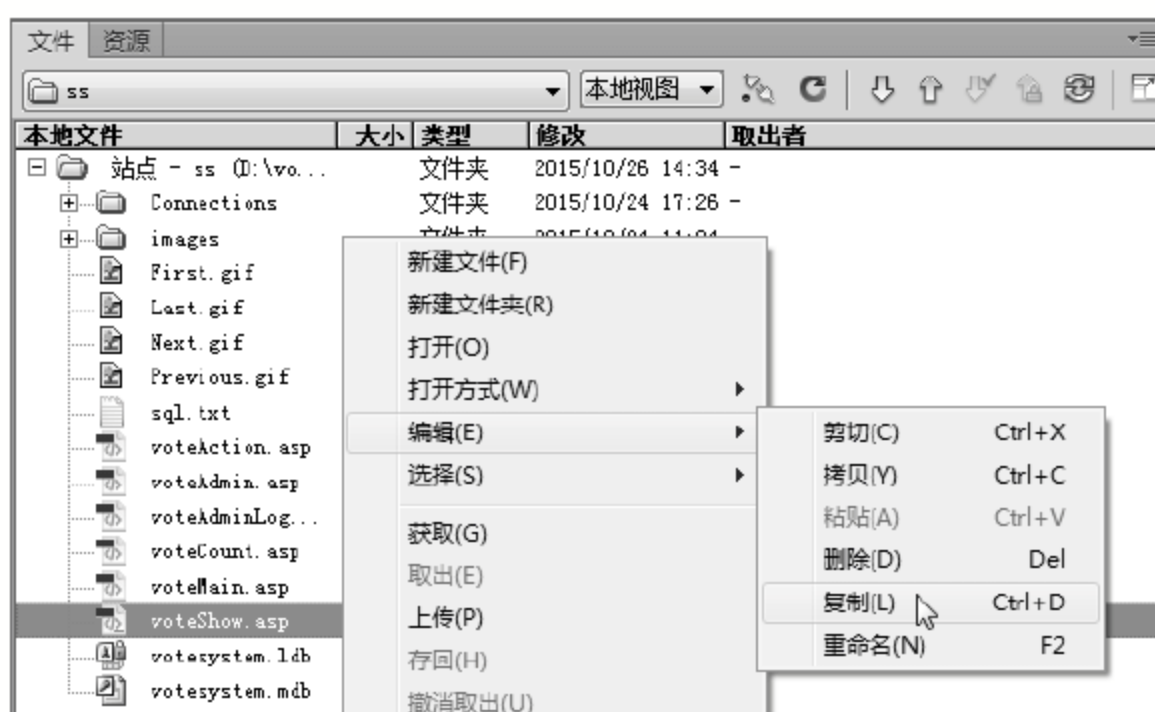 文件 资源
ss 本地视图
本地文件 大小 类型 修改 取出者
站点 - ss (D:\vo... 文件夹 2015/10/26 14:34 -
Connections 文件夹 2015/10/24 17:26 -
images 文件夹
First.gif
Last.gif
Next.gif
Previous.gif
sql.txt
voteAction.asp
voteAdmin.asp
voteAdminLog...
voteCount.asp
voteMain.asp
voteShow.asp
votesystem.ldb
votesystem.mdb
新建文件(F)
新建文件夹(R)
打开(O)
打开方式(W)
编辑(E)
选择(S)
获取(G)
取出(E)
上传(P)
存回(H)
撤消取出(U)
剪切(C) Ctrl+X
拷贝(Y) Ctrl+C
粘贴(A) Ctrl+V
删除(D) Del
复制(L) Ctrl+D
重命名(N) F2